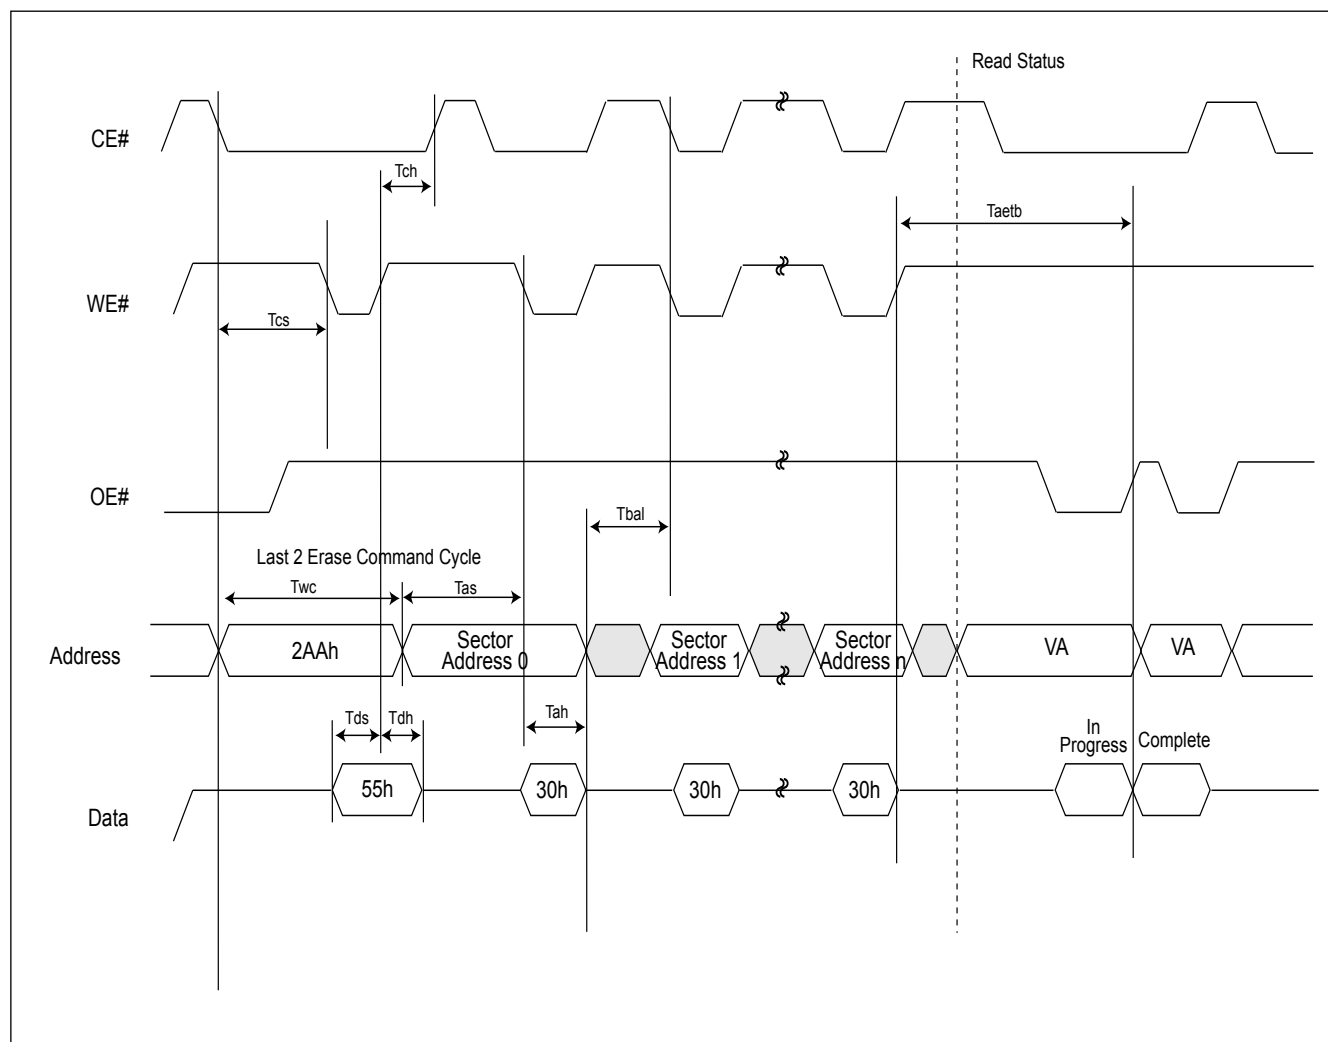 Read Status
CE#
Tch
Taetb
WE#
Tcs
OE#
Tbal
Last 2 Erase Command Cycle
Twc
Tas
Address
2AAh
Sector
Address 0
Sector
Address 1
Sector
Address n
VA
VA
Tds
Tdh
Tah
In
Progress
Complete
Data
55h
30h
30h
30h